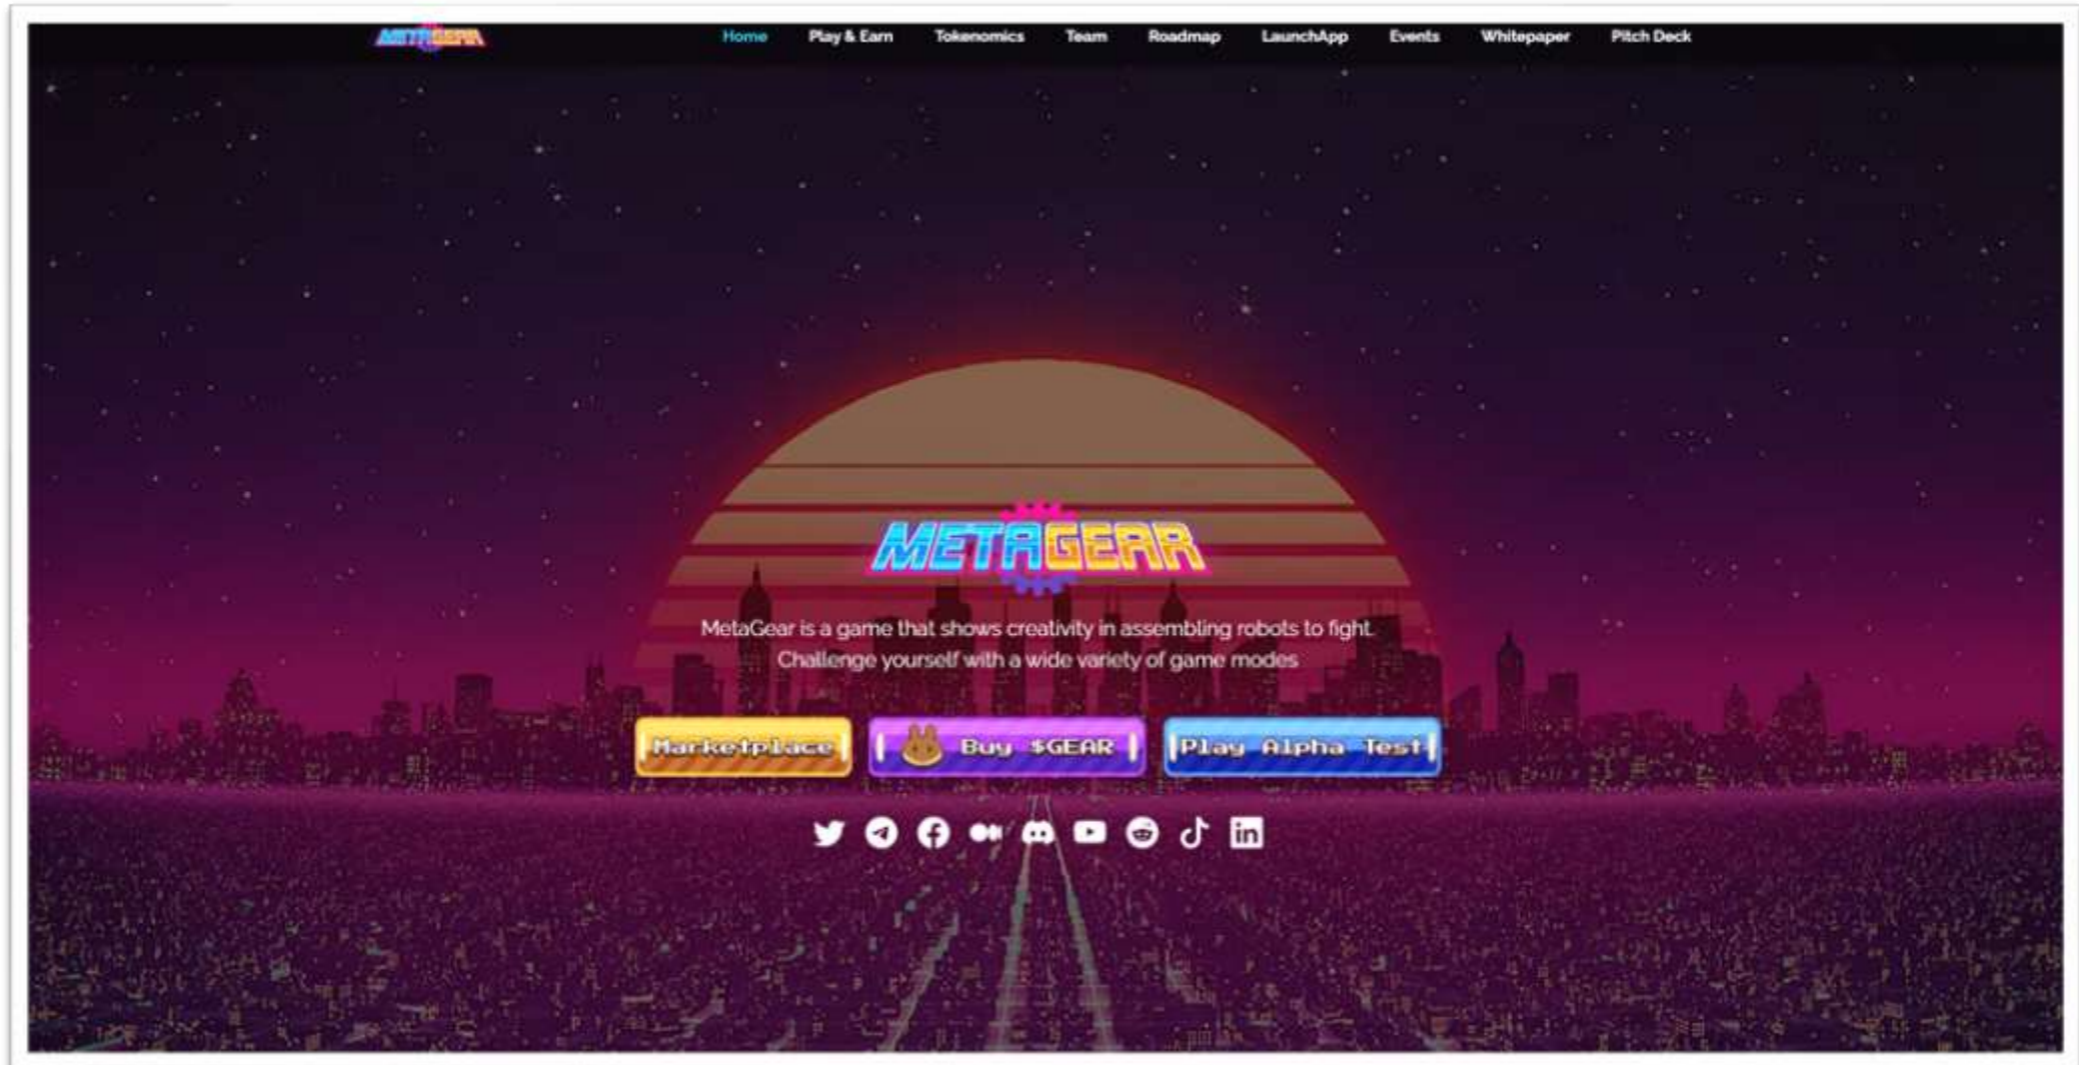 METAGEAR Home Play & Earn Tokenomics Team Roadmap LaunchApp Events Whitepaper Pitch Deck
METAGEAR
MetaGear is a game that shows creativity in assembling robots to fight.
Challenge yourself with a wide variety of game modes
Marketplace Buy $GEAR Play Alpha Test